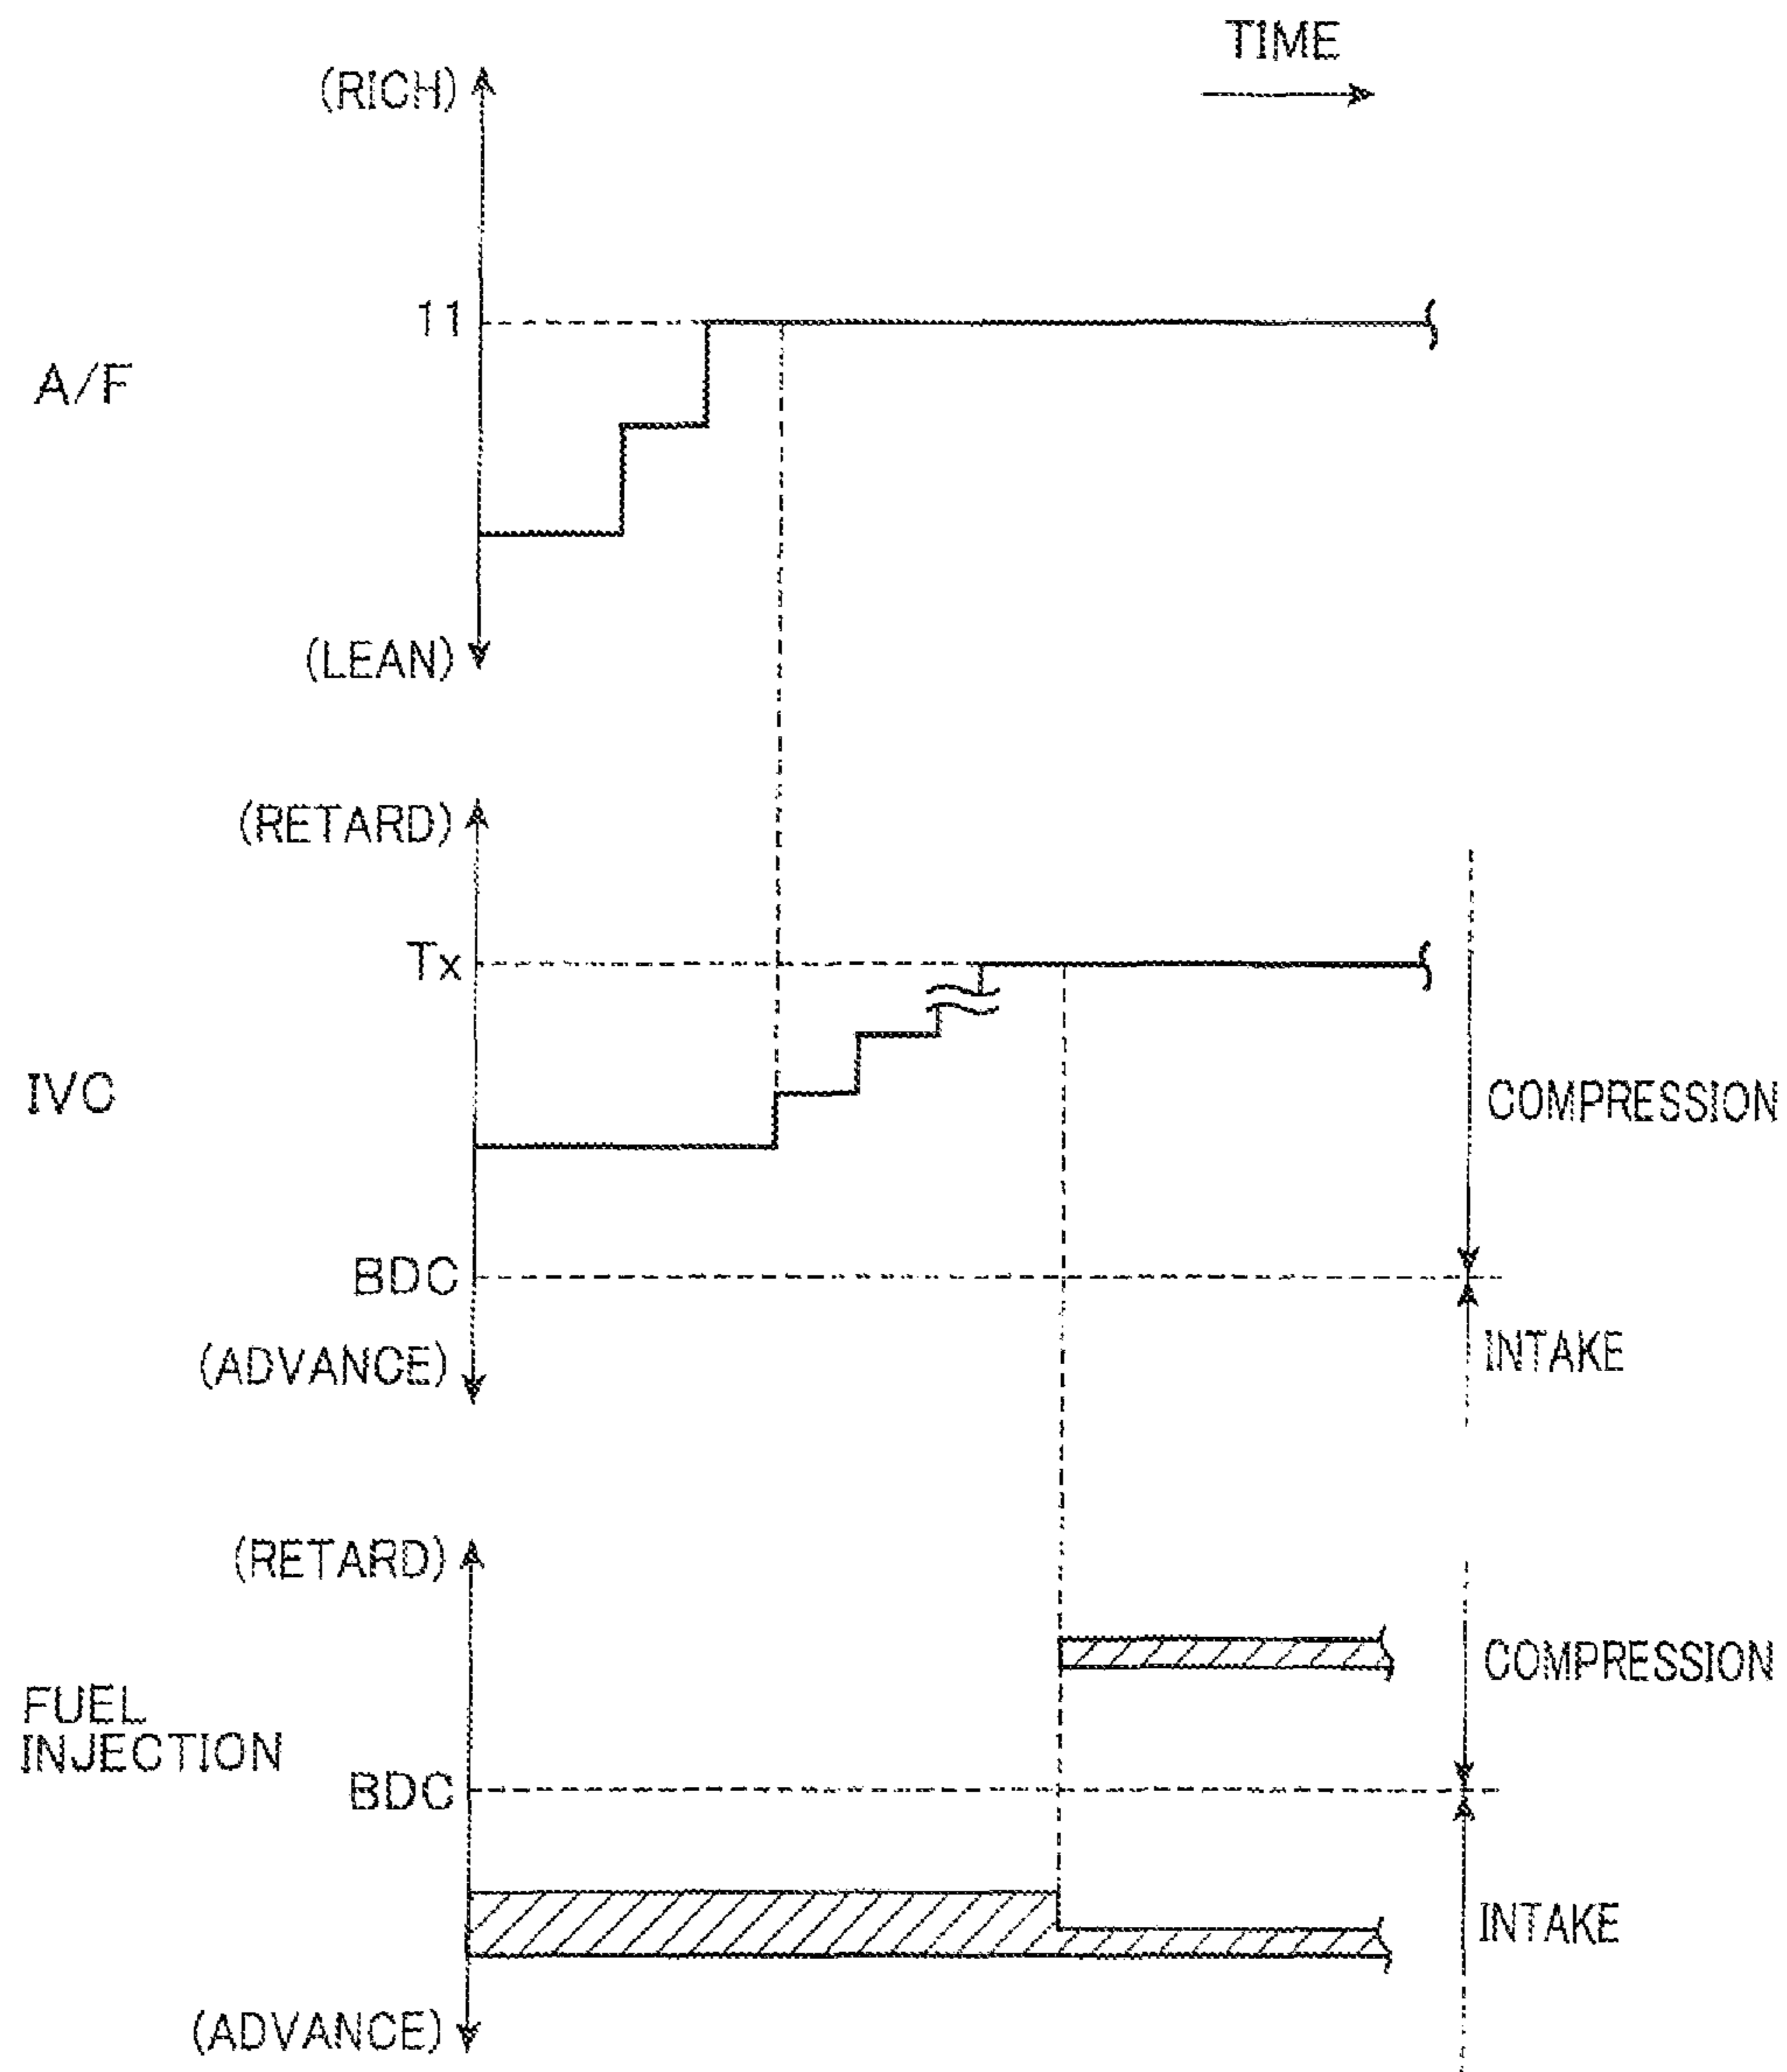 TIME
(RICH)
11
A/F
(LEAN)
(RETARD)
Tx
IVC
COMPRESSION
BDC
INTAKE
(ADVANCE)
(RETARD)
COMPRESSION
FUEL
INJECTION
BDC
INTAKE
(ADVANCE)